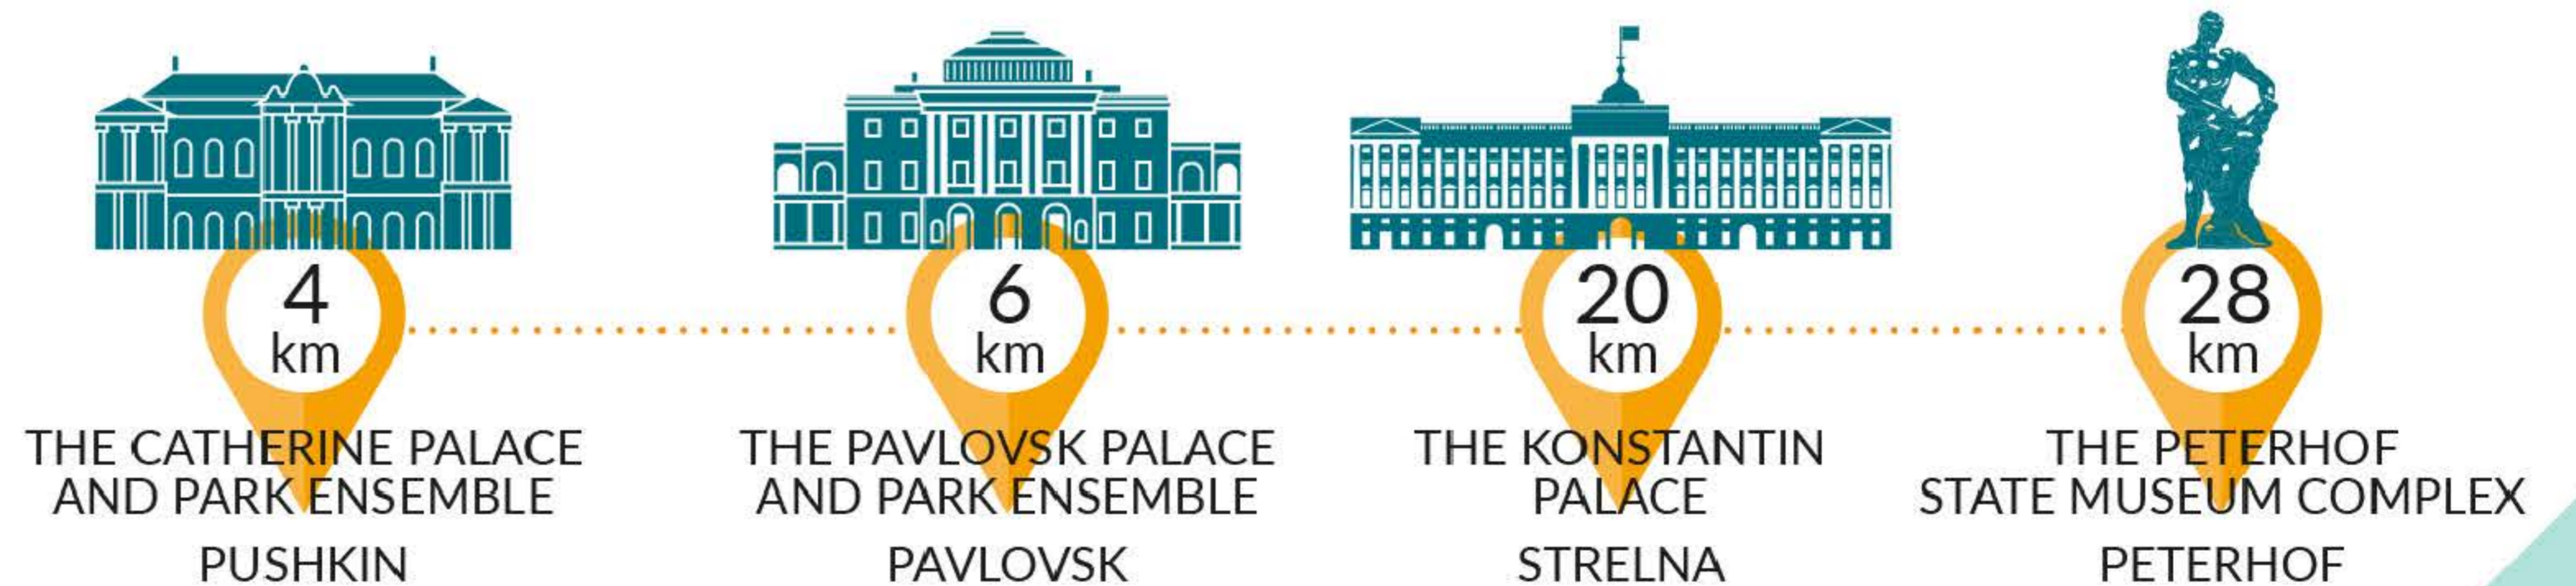 4
km
THE CATHERINE PALACE
AND PARK ENSEMBLE
PUSHKIN
6
km
THE PAVLOVSK PALACE
AND PARK ENSEMBLE
PAVLOVSK
20
km
THE KONSTANTIN
PALACE
STRELNA
28
km
THE PETERHOF
STATE MUSEUM COMPLEX
PETERHOF